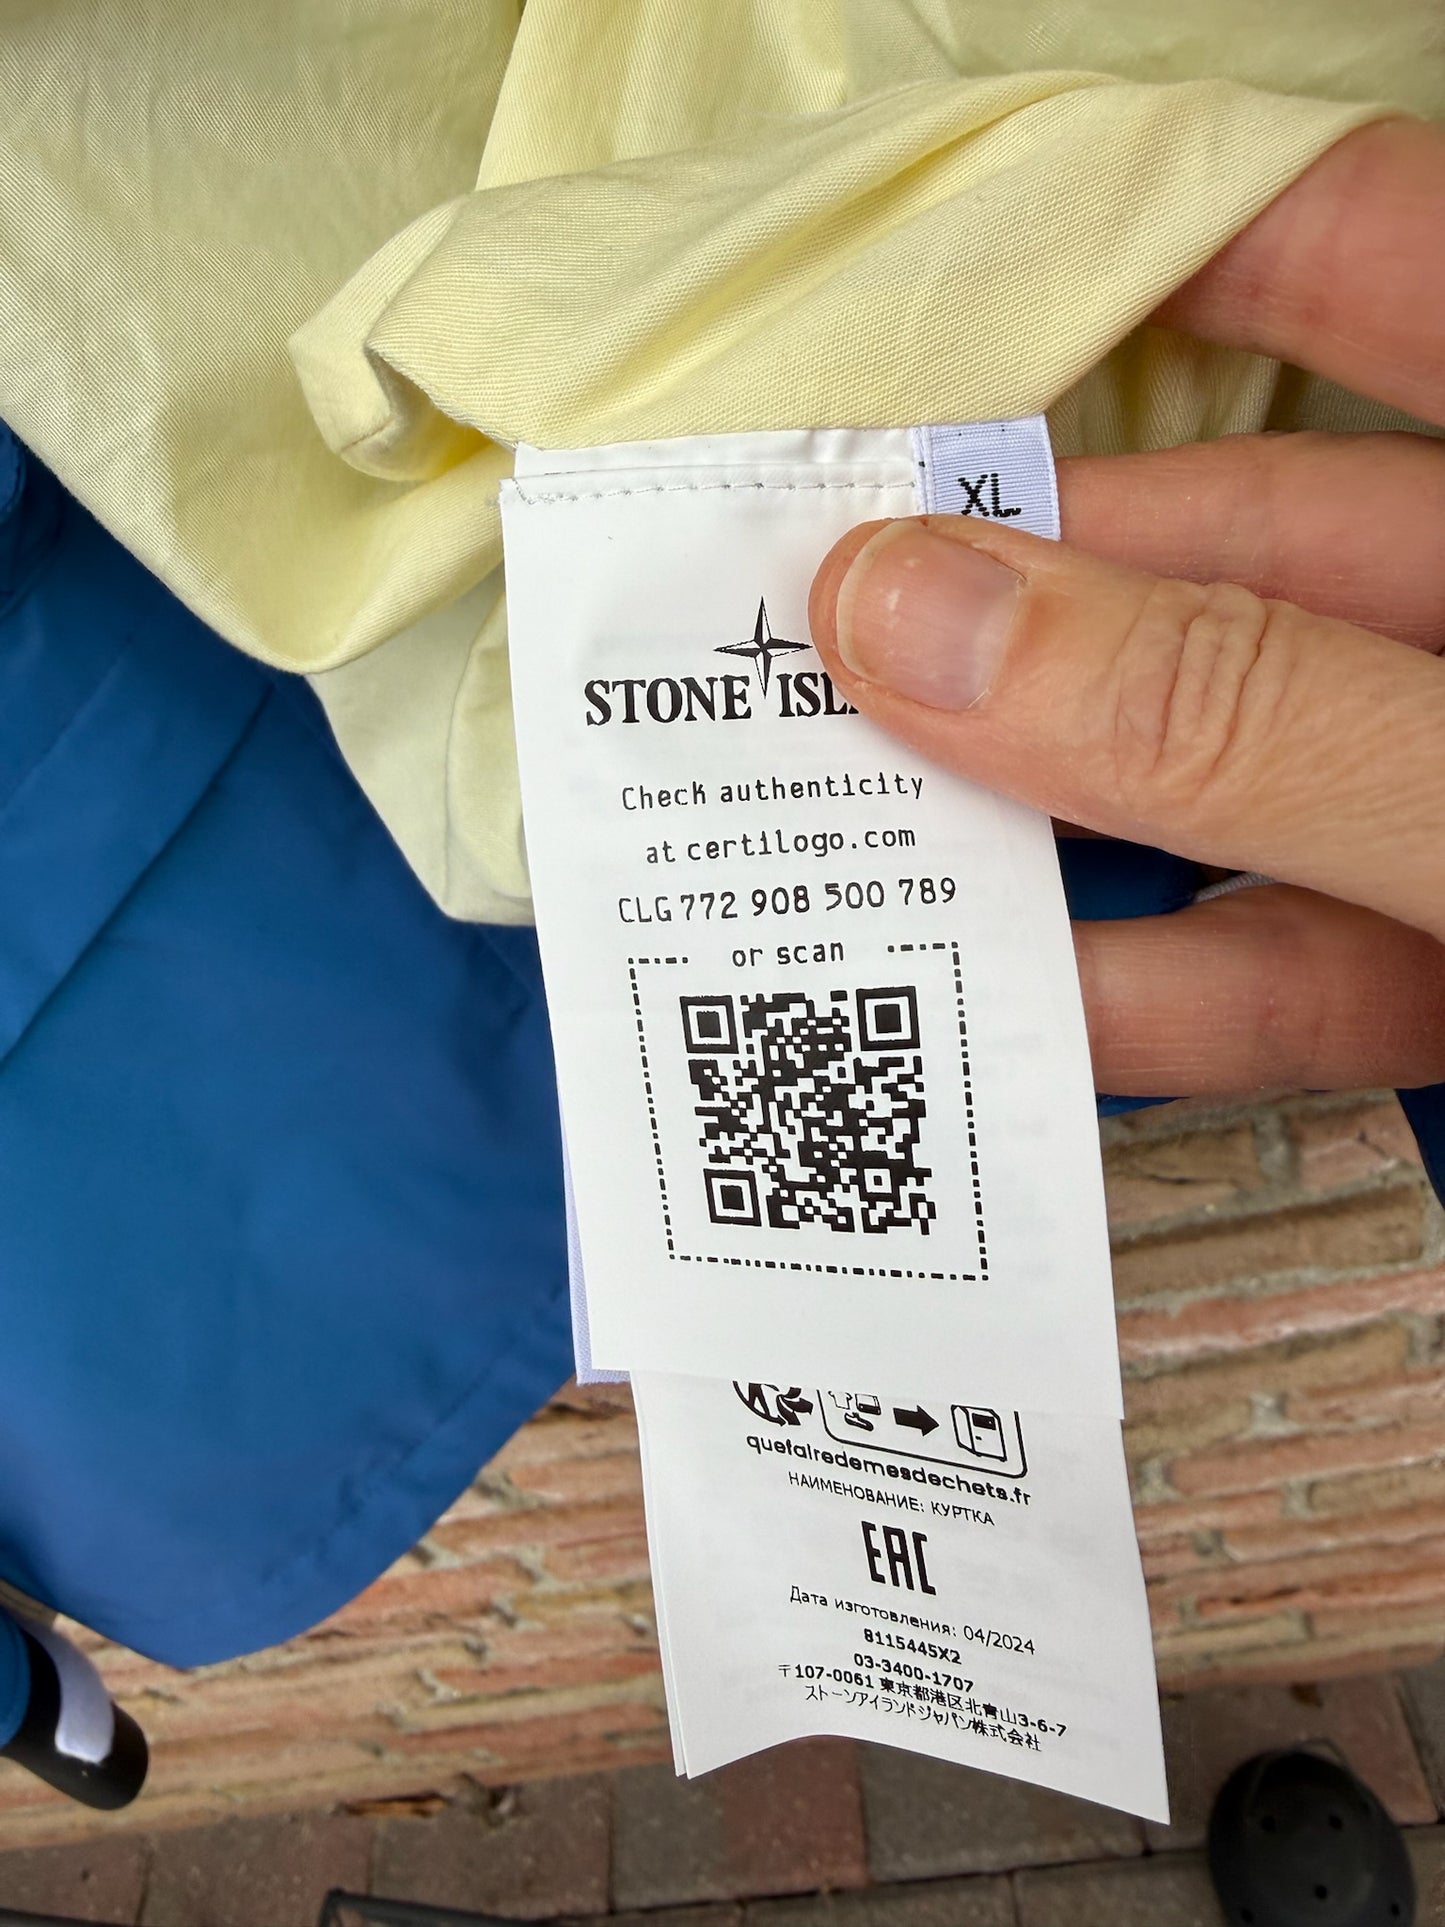 XL
STONE
Check authenticity
at certilogo.com
CLG 772 908 500 789
or scan
quefairedemesdechets.fr
НАИМЕНОВАНИЕ: КУРТКА
EAC
Дата изготовления: 04/2024
8115445X2
03-3400-1707
〒107-0061 東京都港区北青山3-6-7
ストーンアイランドジャパン株式会社